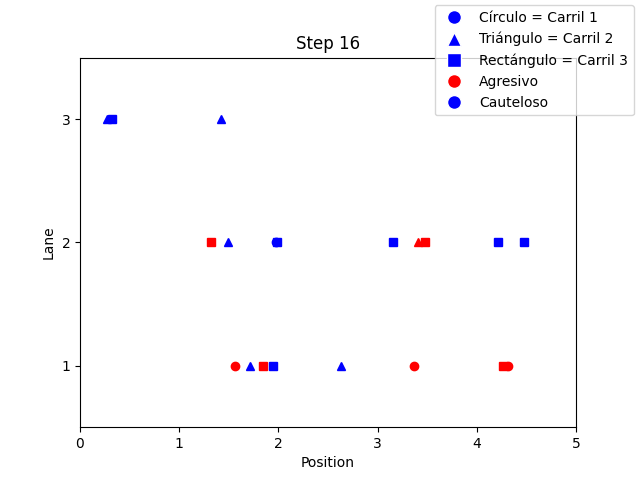 Step 16
Círculo = Carril 1
Triángulo = Carril 2
Rectángulo = Carril 3
Agresivo
Cauteloso
Lane
3
2
1
0 1 2 3 4 5
Position